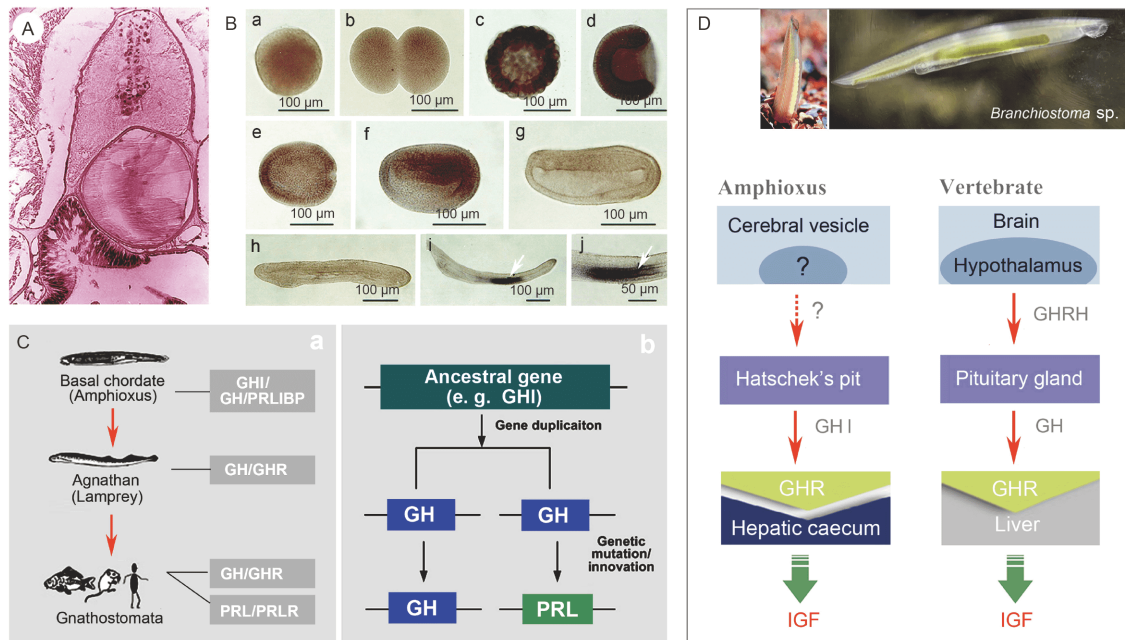 A
B
a
100 μm
b
100 μm
c
100 μm
d
100 μm
e
100 μm
f
100 μm
g
100 μm
h
100 μm
i
100 μm
j
50 μm
C
a
Basal chordate
(Amphioxus)
GHI/
GH/PRLIBP
Agnathan
(Lamprey)
GH/GHR
Gnathostomata
GH/GHR
PRL/PRLR
b
Ancestral gene
(e. g. GHI)
Gene duplicaiton
GH
GH
Genetic
mutation/
innovation
GH
PRL
D
Branchiostoma sp.
Amphioxus
Cerebral vesicle
?
?
Hatschek's pit
GH I
GHR
Hepatic caecum
IGF
Vertebrate
Brain
Hypothalamus
GHRH
Pituitary gland
GH
GHR
Liver
IGF